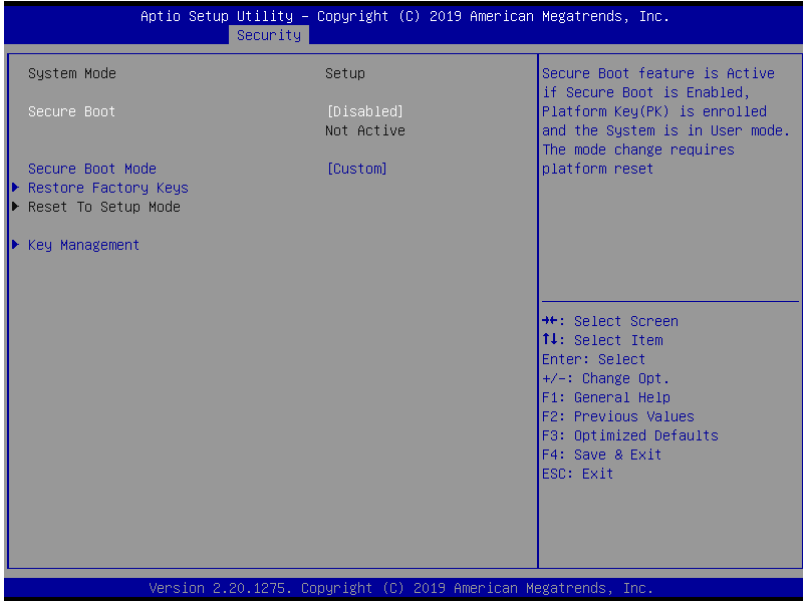 Aptio Setup Utility – Copyright (C) 2019 American Megatrends, Inc.
Security
System Mode Setup
Secure Boot [Disabled]
Not Active
Secure Boot Mode [Custom]
Restore Factory Keys
Reset To Setup Mode
Key Management
Secure Boot feature is Active
if Secure Boot is Enabled,
Platform Key(PK) is enrolled
and the System is in User mode.
The mode change requires
platform reset
→←: Select Screen
↑↓: Select Item
Enter: Select
+/-: Change Opt.
F1: General Help
F2: Previous Values
F3: Optimized Defaults
F4: Save & Exit
ESC: Exit
Version 2.20.1275. Copyright (C) 2019 American Megatrends, Inc.